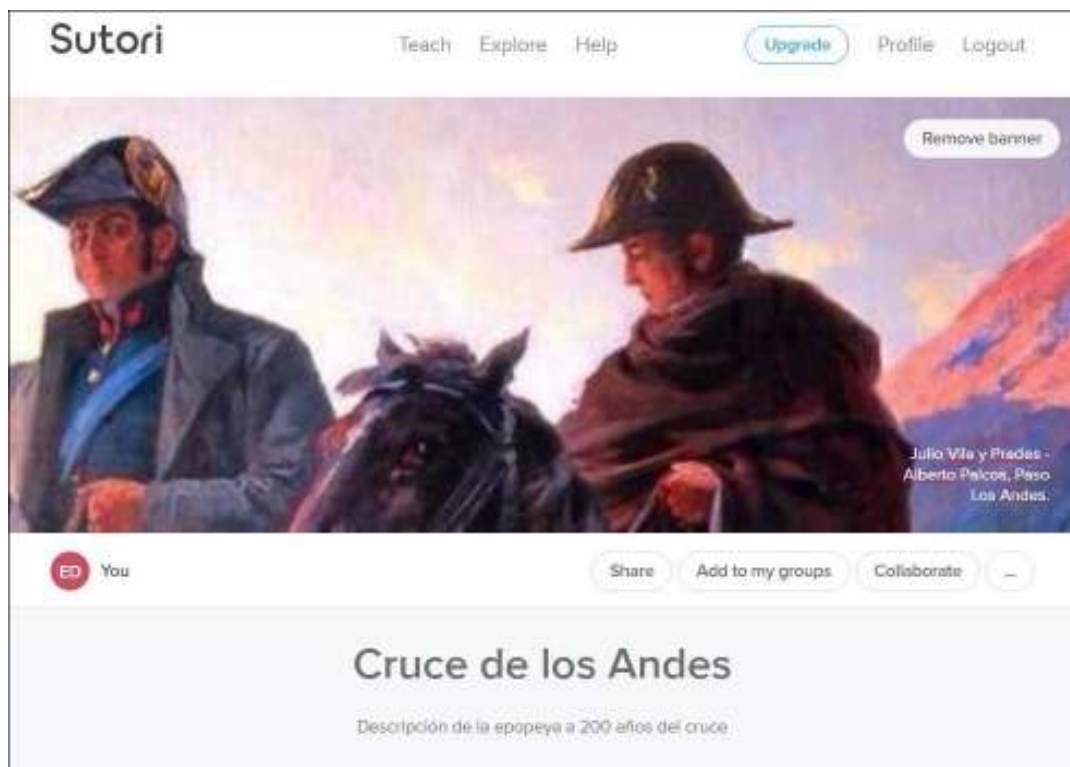 Sutori
Teach Explore Help Upgrade Profile Logout
Remove banner
Julio Vila y Prades -
Alberto Palcos, Paso
Los Andes.
ED You Share Add to my groups Collaborate ...
Cruce de los Andes
Descripción de la epopeya a 200 años del cruce